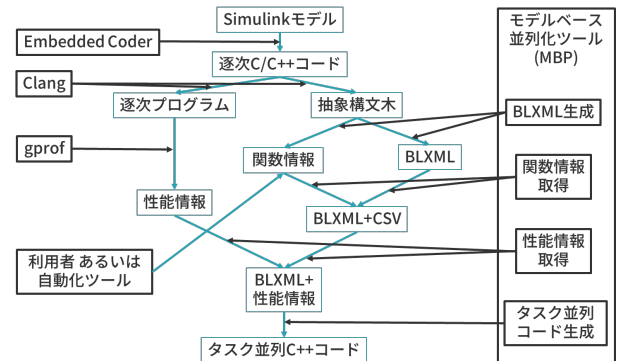 Simulinkモデル
モデルベース
並列化ツール
(MBP)
Embedded Coder
逐次C/C++コード
Clang
逐次プログラム
抽象構文木
BLXML生成
gprof
関数情報
BLXML
関数情報
取得
性能情報
BLXML+CSV
性能情報
取得
利用者 あるいは
自動化ツール
BLXML+
性能情報
タスク並列
コード生成
タスク並列C++コード